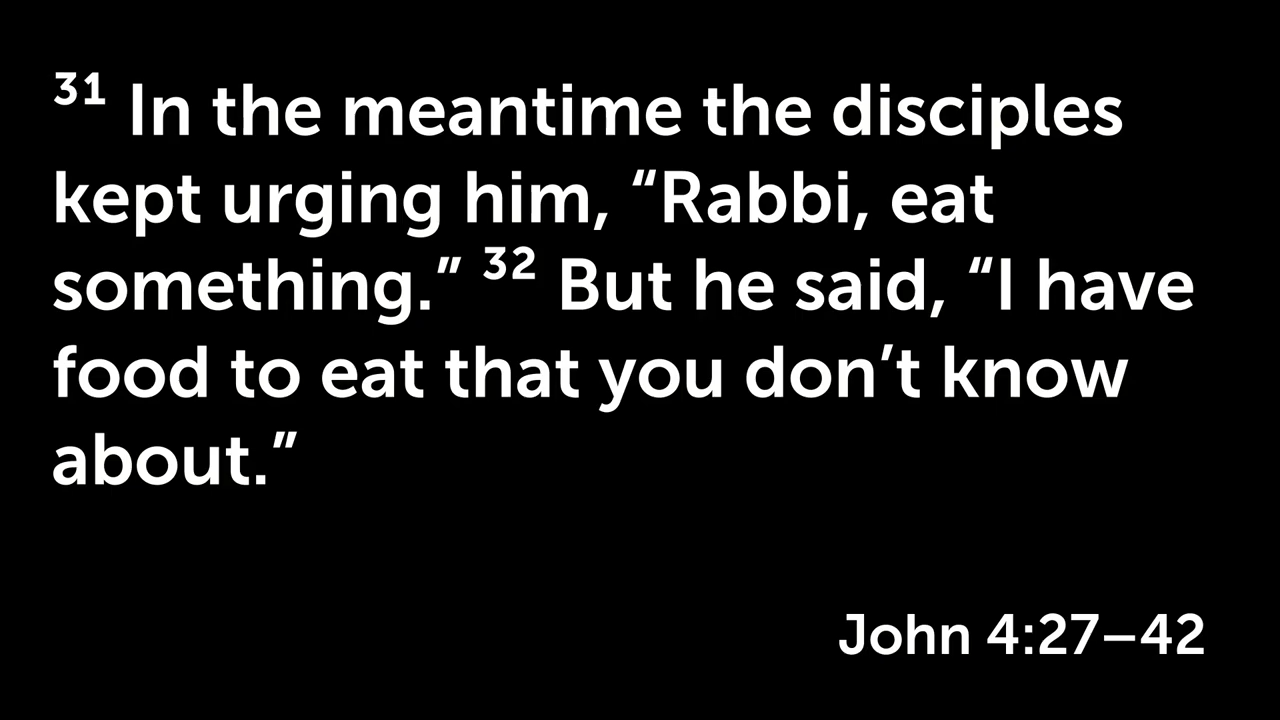 ³¹ In the meantime the disciples
kept urging him, “Rabbi, eat
something.” ³² But he said, “I have
food to eat that you don’t know
about.”
John 4:27–42